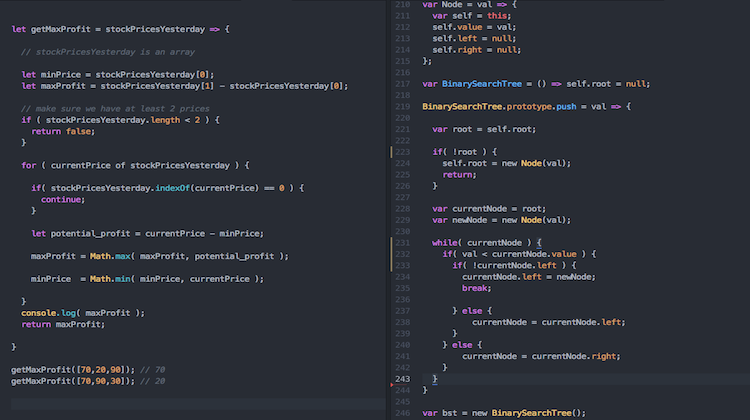 let getMaxProfit = stockPricesYesterday => {
// stockPricesYesterday is an array
let minPrice = stockPricesYesterday[0];
let maxProfit = stockPricesYesterday[1] - stockPricesYesterday[0];
// make sure we have at least 2 prices
if ( stockPricesYesterday.length < 2 ) {
return false;
}
for ( currentPrice of stockPricesYesterday ) {
if( stockPricesYesterday.indexOf(currentPrice) == 0 ) {
continue;
}
let potential_profit = currentPrice - minPrice;
maxProfit = Math.max( maxProfit, potential_profit );
minPrice  = Math.min( minPrice, currentPrice );
}
console.log( maxProfit );
return maxProfit;
}
getMaxProfit([70,20,90]); // 70
getMaxProfit([70,90,30]); // 20
210 var Node = val => {
211 var self = this;
212 self.value = val;
213 self.left = null;
214 self.right = null;
215 };
216
217 var BinarySearchTree = () => self.root = null;
218
219 BinarySearchTree.prototype.push = val => {
220
221 var root = self.root;
222
223 if( !root ) {
224 self.root = new Node(val);
225 return;
226 }
227
228 var currentNode = root;
229 var newNode = new Node(val);
230
231 while( currentNode ) {
232 if( val < currentNode.value ) {
233 if( !currentNode.left ) {
234 currentNode.left = newNode;
235 break;
236
237 } else {
238 currentNode = currentNode.left;
239 }
240 } else {
241 currentNode = currentNode.right;
242 }
243 }
244 }
245
246 var bst = new BinarySearchTree();